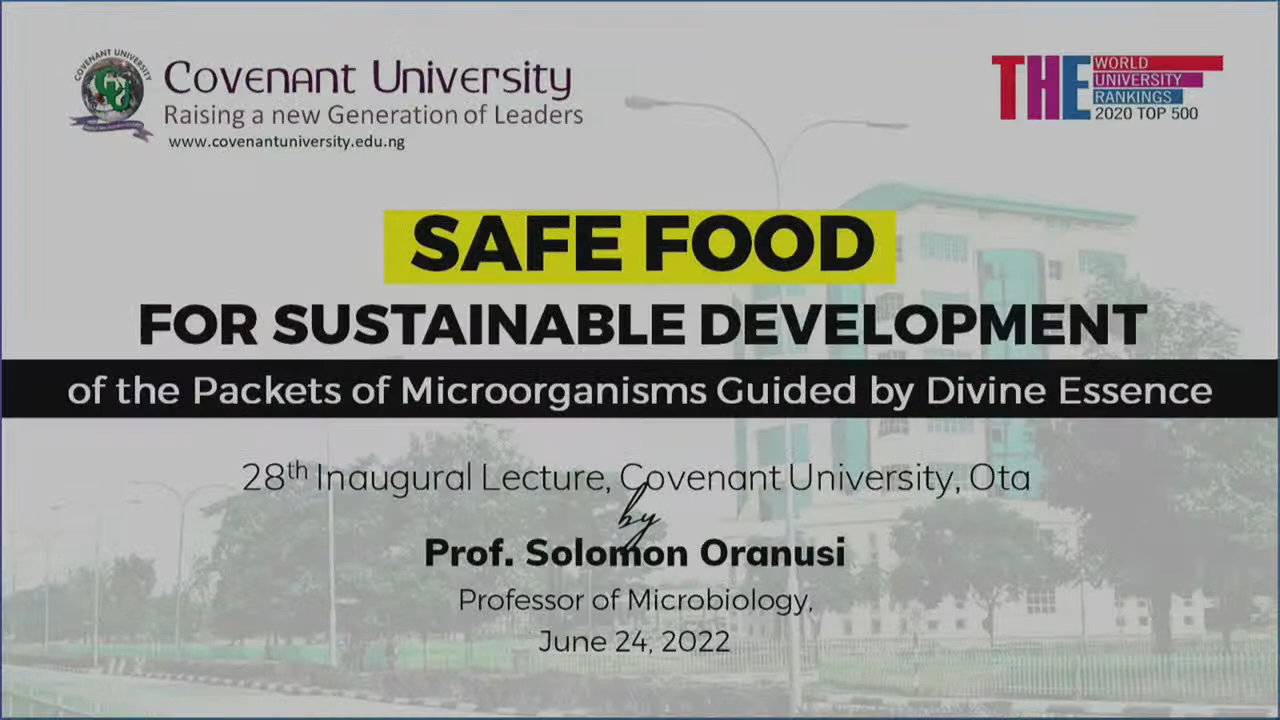 COVENANT UNIVERSITY
Covenant University
Raising a new Generation of Leaders
www.covenantuniversity.edu.ng
THE WORLD
UNIVERSITY
RANKINGS
2020 TOP 500
SAFE FOOD
FOR SUSTAINABLE DEVELOPMENT
of the Packets of Microorganisms Guided by Divine Essence
28th Inaugural Lecture, Covenant University, Ota
by
Prof. Solomon Oranusi
Professor of Microbiology,
June 24, 2022